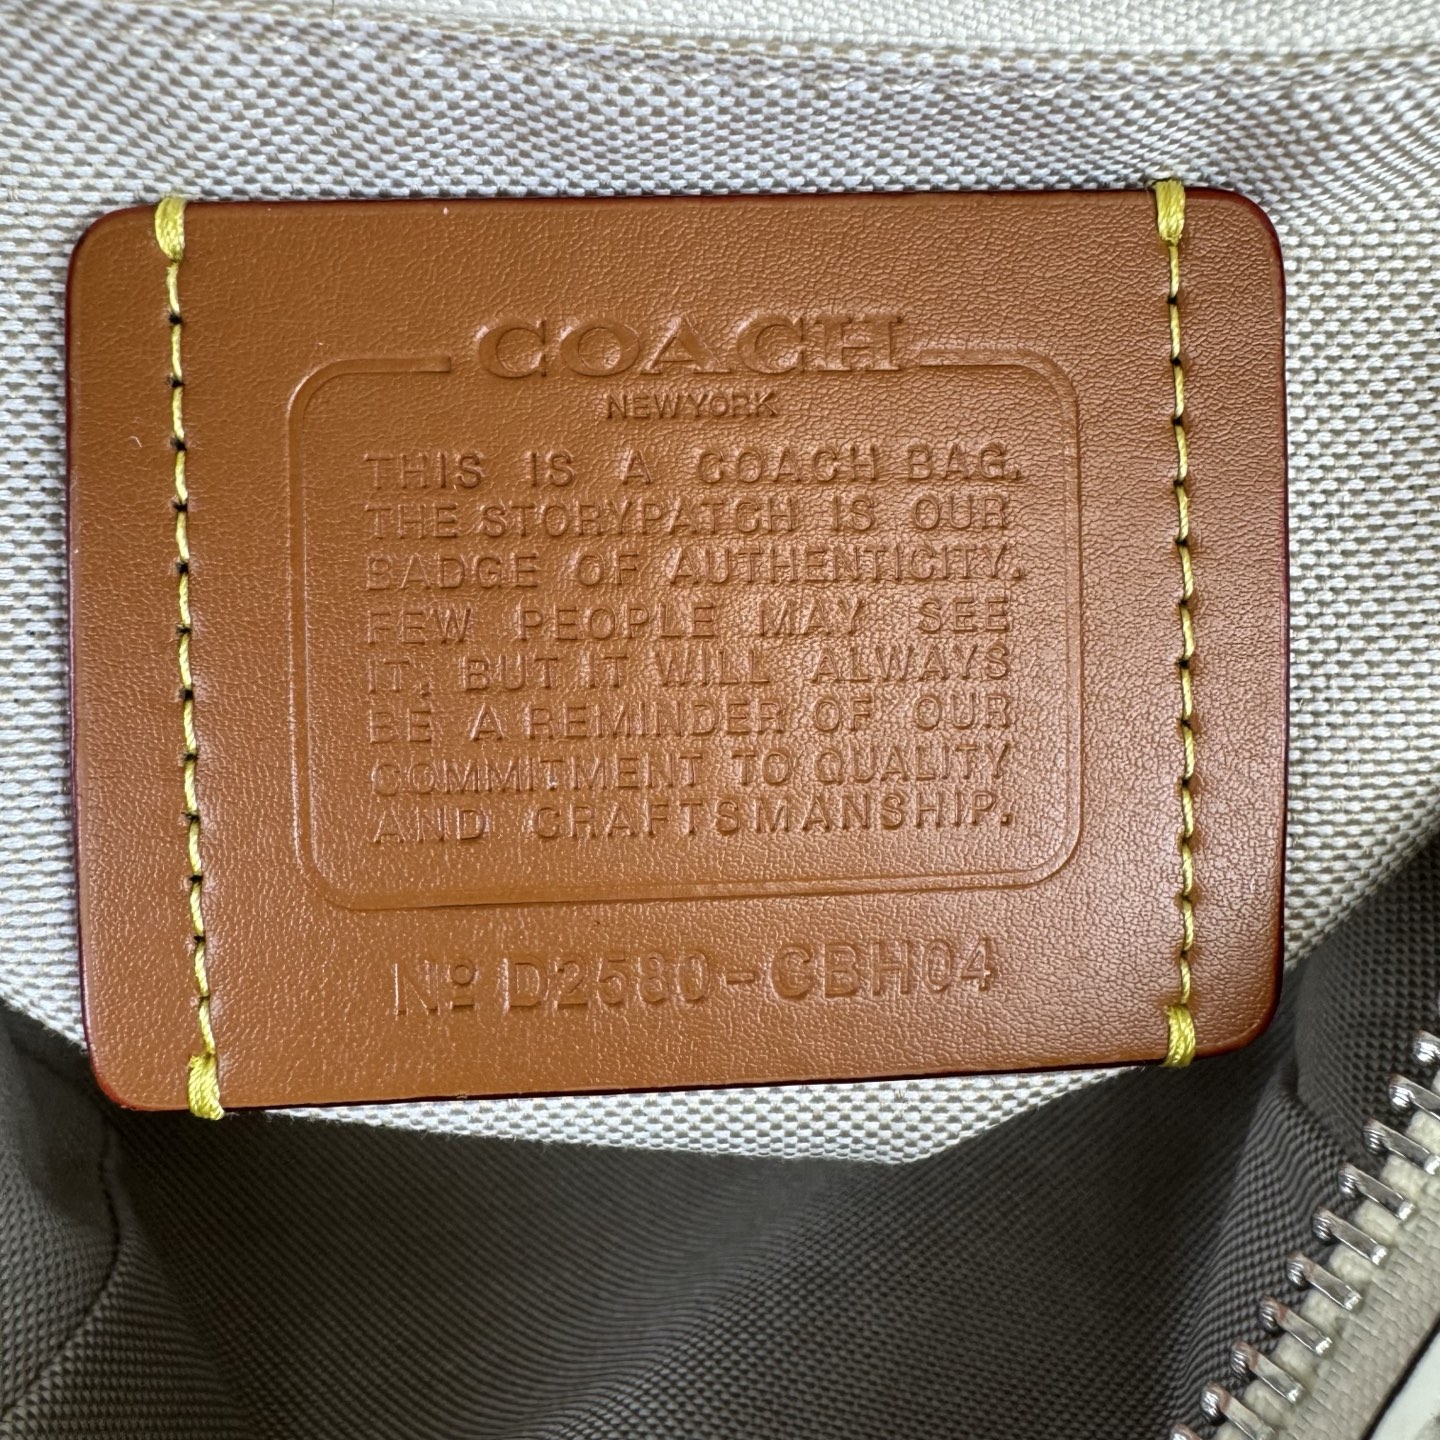 COACH
NEW YORK
THIS IS A COACH BAG.
THE STORYPATCH IS OUR
BADGE OF AUTHENTICITY.
FEW PEOPLE MAY SEE
IT, BUT IT WILL ALWAYS
BE A REMINDER OF OUR
COMMITMENT TO QUALITY
AND CRAFTSMANSHIP.
Nº D2580-CBH04